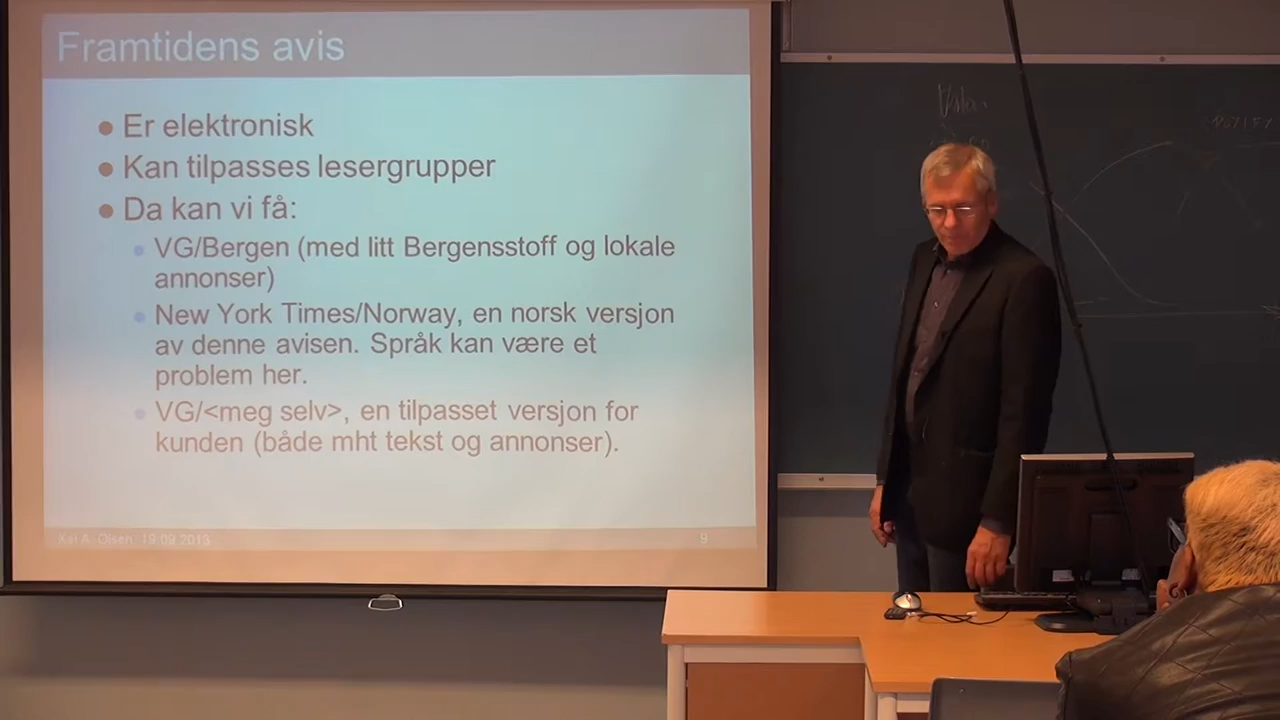 Framtidens avis
● Er elektronisk
● Kan tilpasses lesergrupper
● Da kan vi få:
● VG/Bergen (med litt Bergensstoff og lokale
annonser)
● New York Times/Norway, en norsk versjon
av denne avisen. Språk kan være et
problem her.
● VG/<meg selv>, en tilpasset versjon for
kunden (både mht tekst og annonser).
Kai A. Olsen, 19.09.2013
9